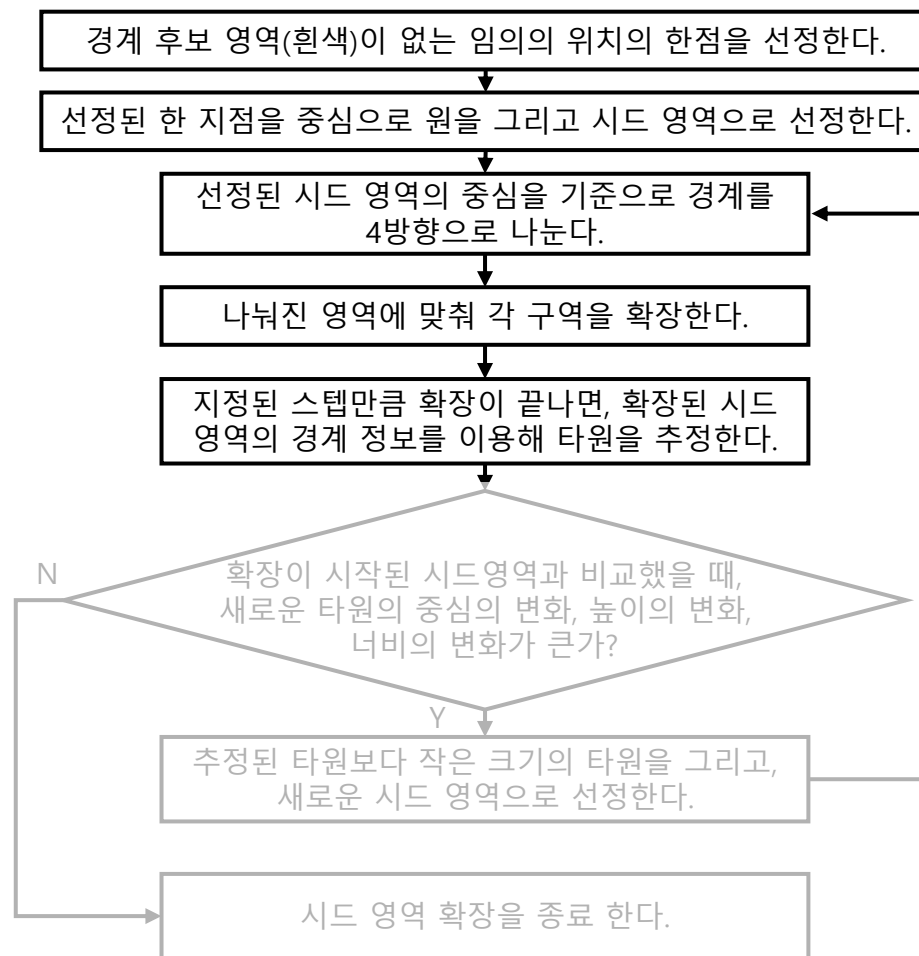 경계 후보 영역(흰색)이 없는 임의의 위치의 한점을 선정한다.
선정된 한 지점을 중심으로 원을 그리고 시드 영역으로 선정한다.
선정된 시드 영역의 중심을 기준으로 경계를
4방향으로 나눈다.
나눠진 영역에 맞춰 각 구역을 확장한다.
지정된 스텝만큼 확장이 끝나면, 확장된 시드
영역의 경계 정보를 이용해 타원을 추정한다.
N
확장이 시작된 시드영역과 비교했을 때,
새로운 타원의 중심의 변화, 높이의 변화,
너비의 변화가 큰가?
Y
추정된 타원보다 작은 크기의 타원을 그리고,
새로운 시드 영역으로 선정한다.
시드 영역 확장을 종료 한다.